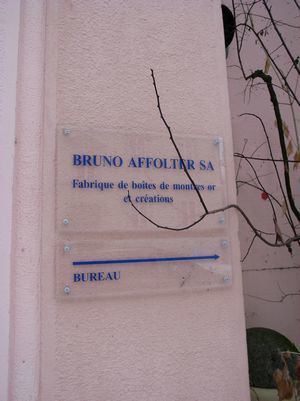 BRUNO AFFOLTER SA
Fabrique de boîtes de montres or
et créations
BUREAU